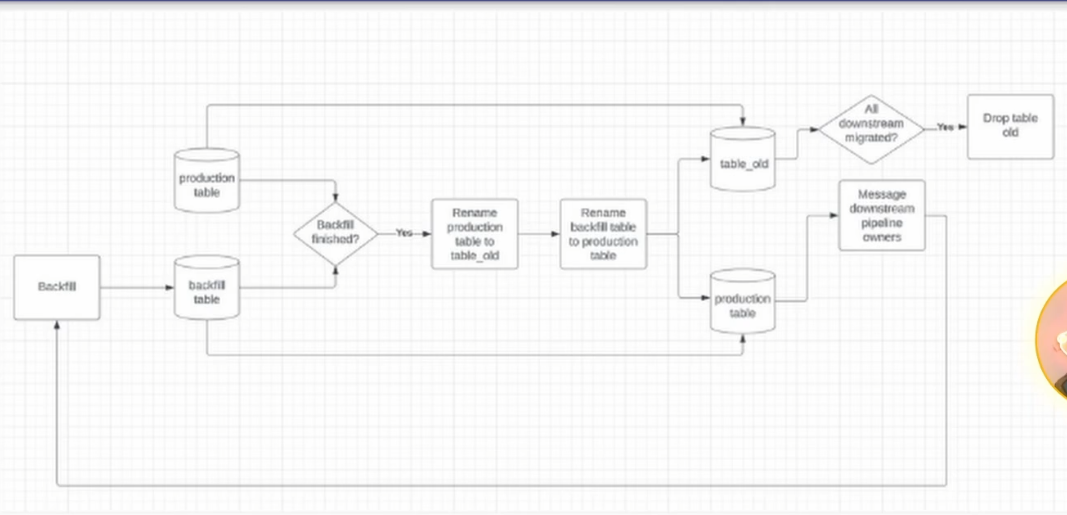 Backfill
production
table
backfill
table
Backfill
finished?
Yes
Rename
production
table to
table_old
Rename
backfill table
to production
table
table_old
production
table
All
downstream
migrated?
Yes
Drop table
old
Message
downstream
pipeline
owners